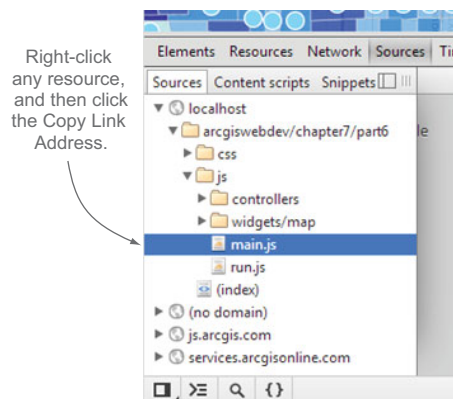 Right-click
any resource,
and then click
the Copy Link
Address.
Elements Resources Network Sources
Sources Content scripts Snippets
localhost
arcgiswebdev/chapter7/part6
css
js
controllers
widgets/map
main.js
run.js
(index)
(no domain)
js.arcgis.com
services.arcgisonline.com